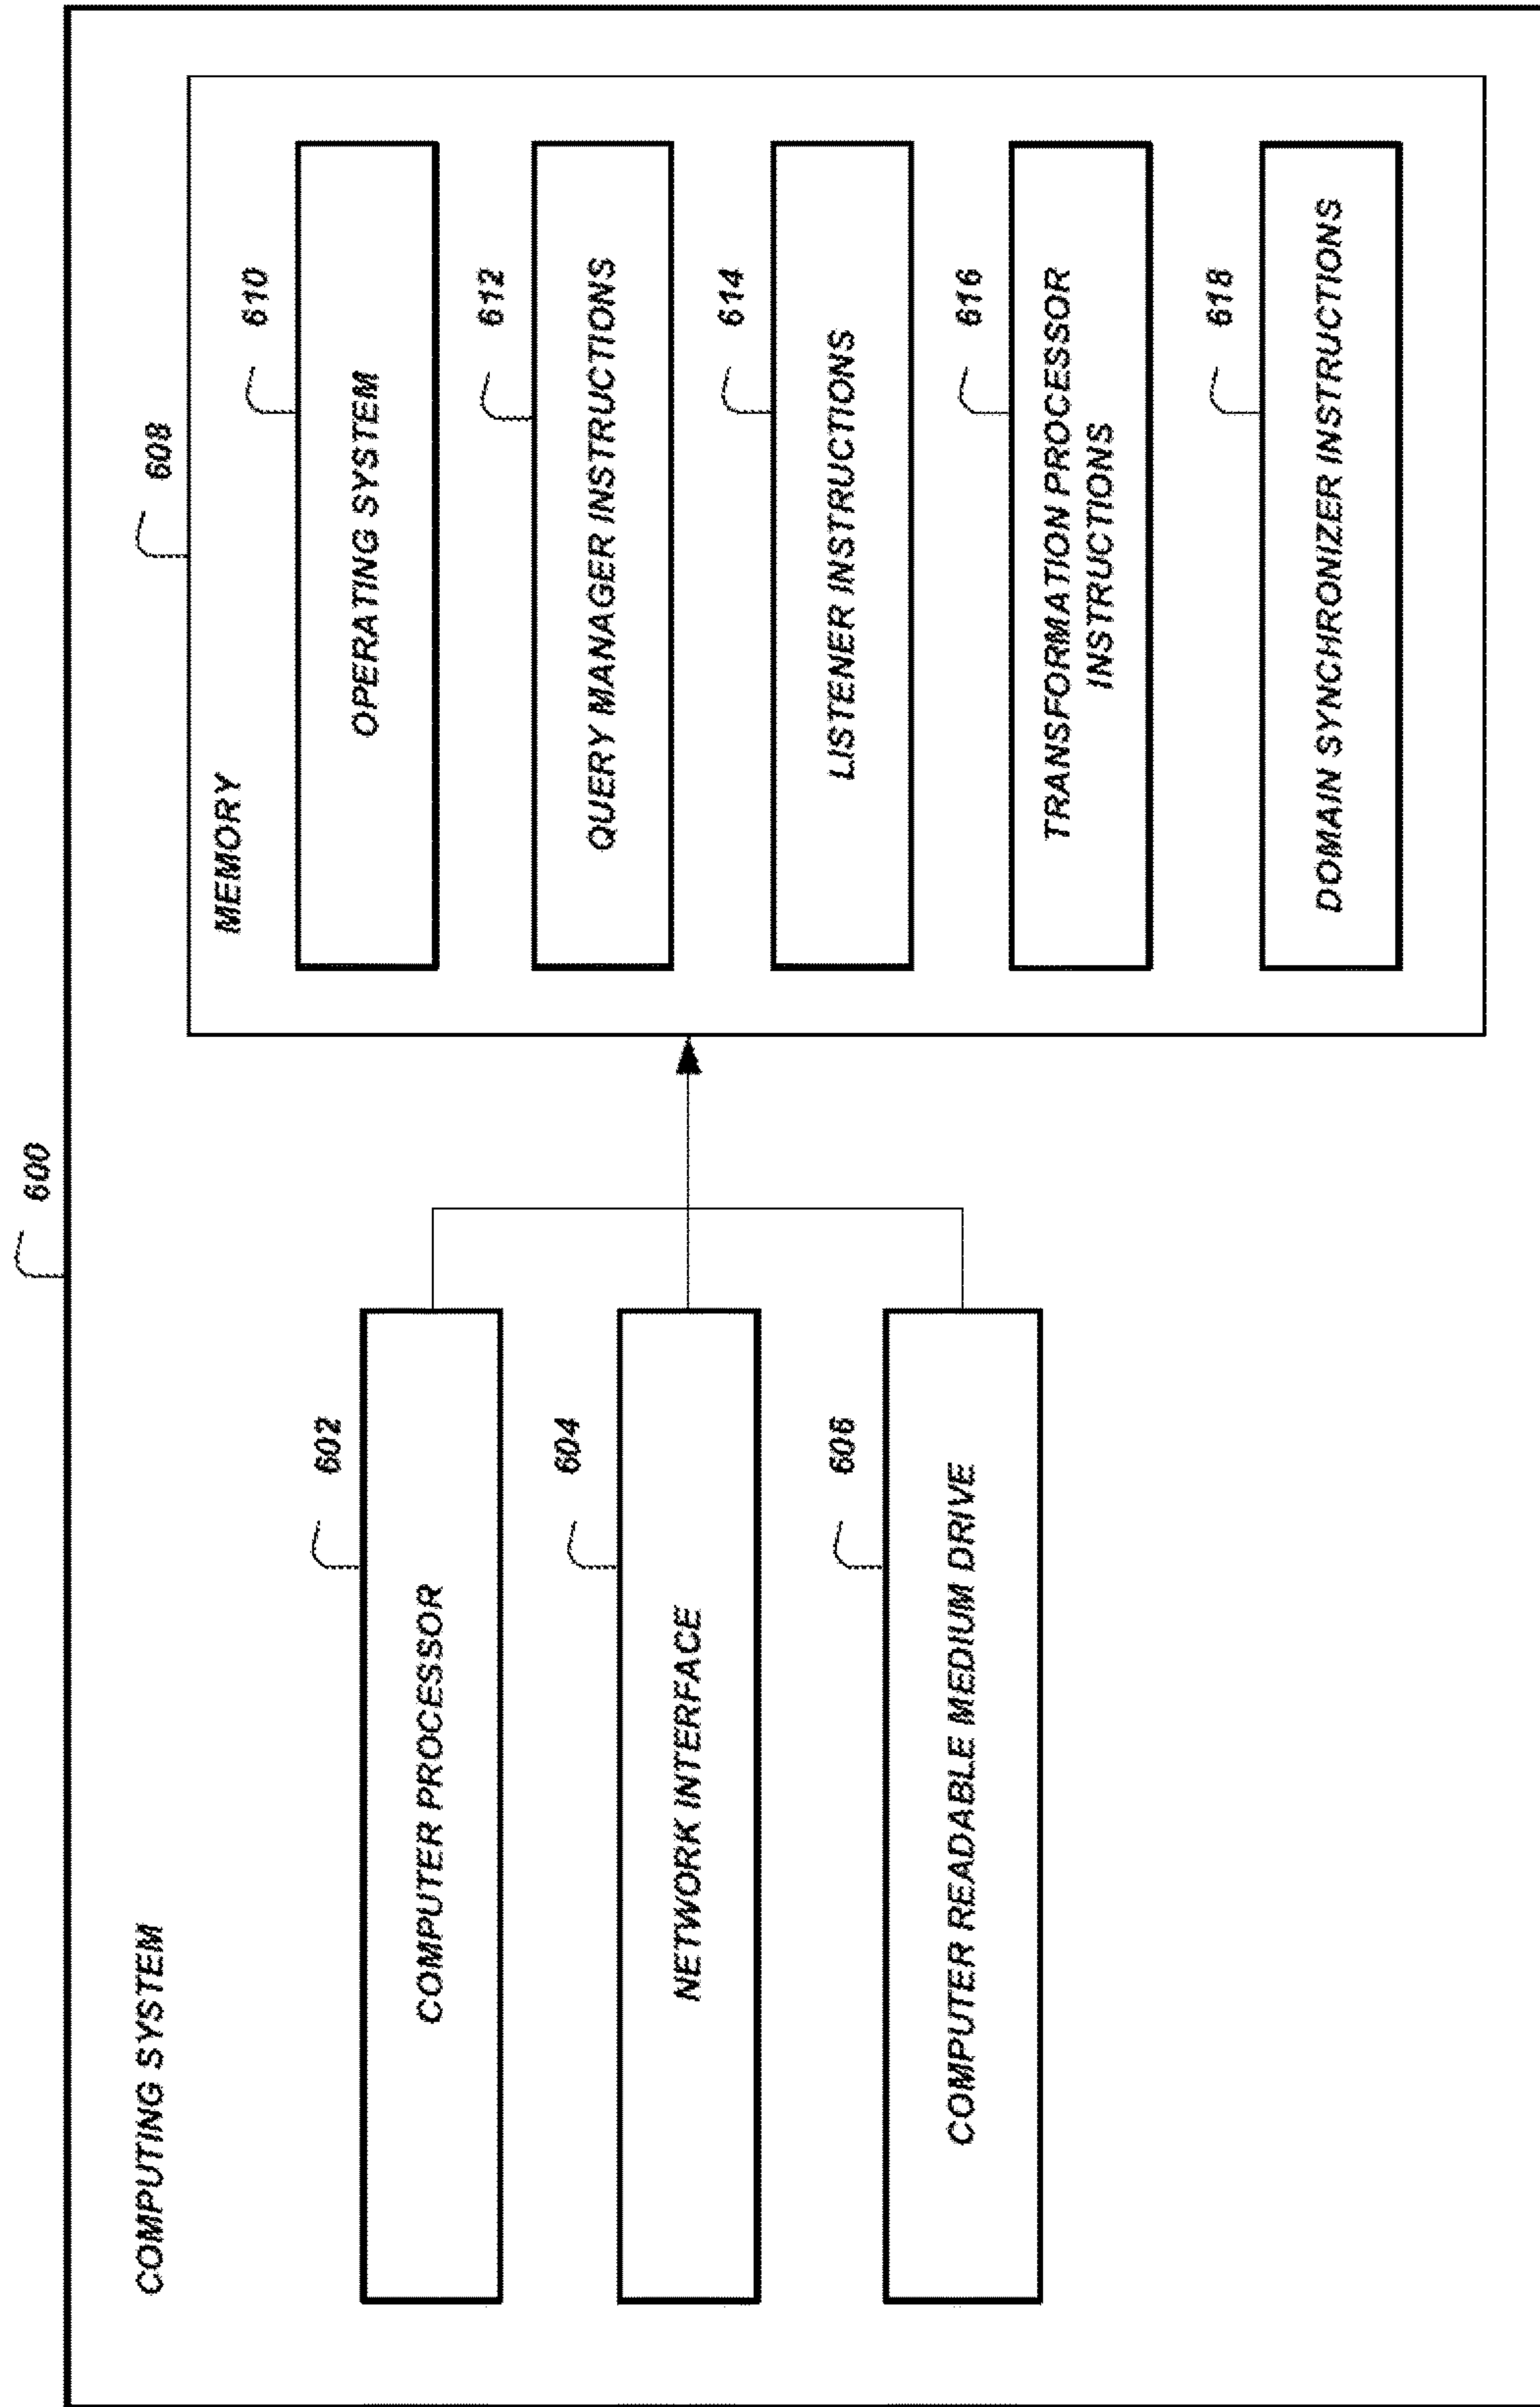 600
COMPUTING SYSTEM
602
COMPUTER PROCESSOR
604
NETWORK INTERFACE
606
COMPUTER READABLE MEDIUM DRIVE
608
MEMORY
610
OPERATING SYSTEM
612
QUERY MANAGER INSTRUCTIONS
614
LISTENER INSTRUCTIONS
616
TRANSFORMATION PROCESSOR
INSTRUCTIONS
618
DOMAIN SYNCHRONIZER INSTRUCTIONS